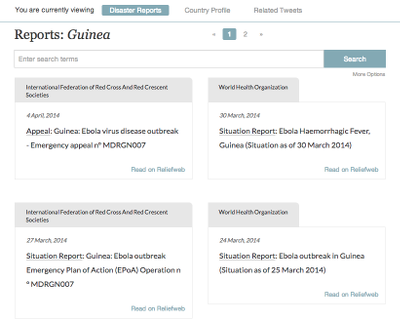 You are currently viewing
Disaster Reports
Country Profile
Related Tweets
Reports: Guinea
« 1 2 »
Enter search terms
Search
More Options
International Federation of Red Cross And Red Crescent
Societies
4 April, 2014
Appeal: Guinea: Ebola virus disease outbreak
- Emergency appeal n° MDRGN007
Read on Reliefweb
World Health Organization
30 March, 2014
Situation Report: Ebola Haemorrhagic Fever,
Guinea (Situation as of 30 March 2014)
Read on Reliefweb
International Federation of Red Cross And Red Crescent
Societies
27 March, 2014
Situation Report: Guinea: Ebola outbreak
Emergency Plan of Action (EPoA) Operation n
° MDRGN007
Read on Reliefweb
World Health Organization
24 March, 2014
Situation Report: Ebola outbreak in Guinea
(Situation as of 25 March 2014)
Read on Reliefweb